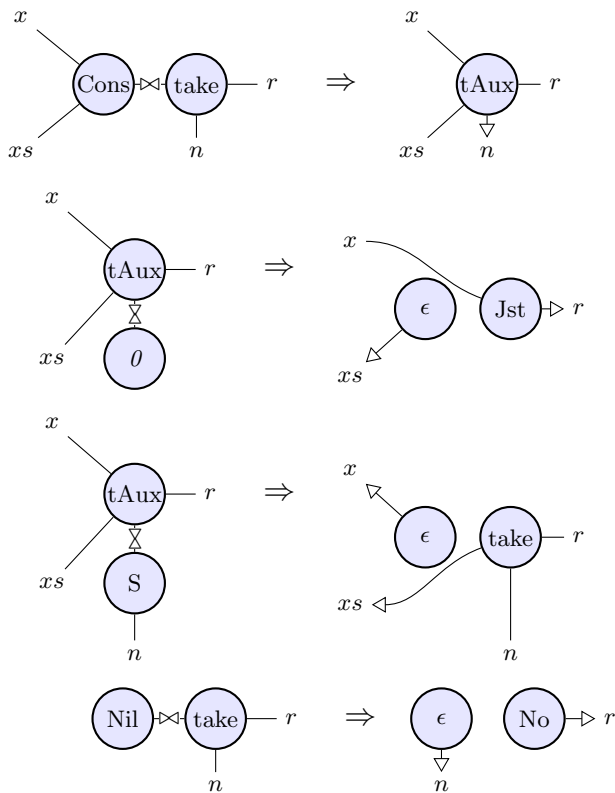 x x
Cons take r ⇒ tAux r
xs n xs n
x
tAux r ⇒ x
ϵ Jst r
xs 0 xs
x
tAux r ⇒ x
ϵ take r
xs S xs
n n
Nil take r ⇒ ϵ No r
n n